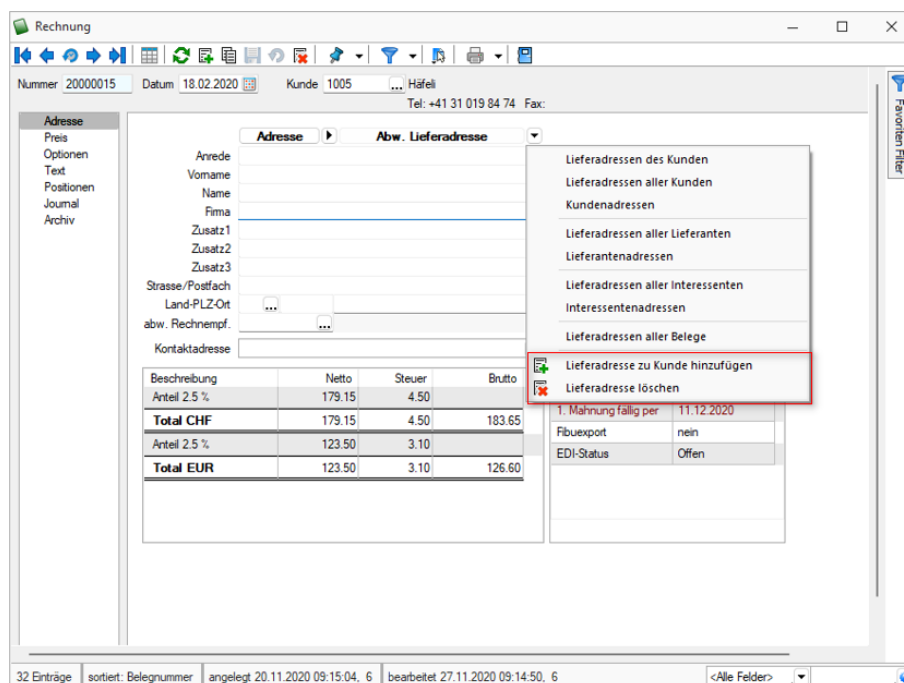 Rechnung
Nummer 20000015 Datum 18.02.2020 Kunde 1005 ... Häfeli
Tel: +41 31 019 84 74 Fax:
Favoriten Filter
Adresse
Preis
Optionen
Text
Positionen
Journal
Archiv
Adresse Abw. Lieferadresse
Anrede
Vorname
Name
Firma
Zusatz1
Zusatz2
Zusatz3
Strasse/Postfach
Land-PLZ-Ort ...
abw. Rechnempf. ...
Kontaktadresse
Lieferadressen des Kunden
Lieferadressen aller Kunden
Kundenadressen
Lieferadressen aller Lieferanten
Lieferantenadressen
Lieferadressen aller Interessenten
Interessentenadressen
Lieferadressen aller Belege
Lieferadresse zu Kunde hinzufügen
Lieferadresse löschen
Beschreibung Netto Steuer Brutto
Anteil 2.5 % 179.15 4.50
Total CHF 179.15 4.50 183.65
Anteil 2.5 % 123.50 3.10
Total EUR 123.50 3.10 126.60
1. Mahnung fällig per 11.12.2020
Fibuexport nein
EDI-Status Offen
32 Einträge sortiert: Belegnummer angelegt 20.11.2020 09:15:04, 6 bearbeitet 27.11.2020 09:14:50, 6 <Alle Felder>